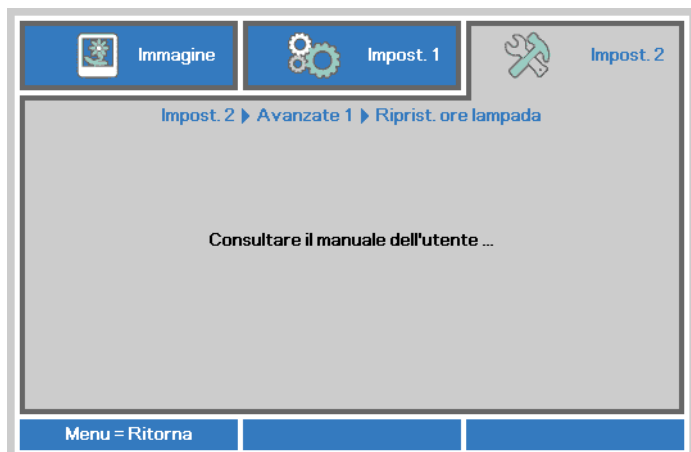 Immagine
Impost. 1
Impost. 2
Impost. 2 ▶ Avanzate 1 ▶ Riprist. ore lampada
Consultare il manuale dell'utente ...
Menu = Ritorna